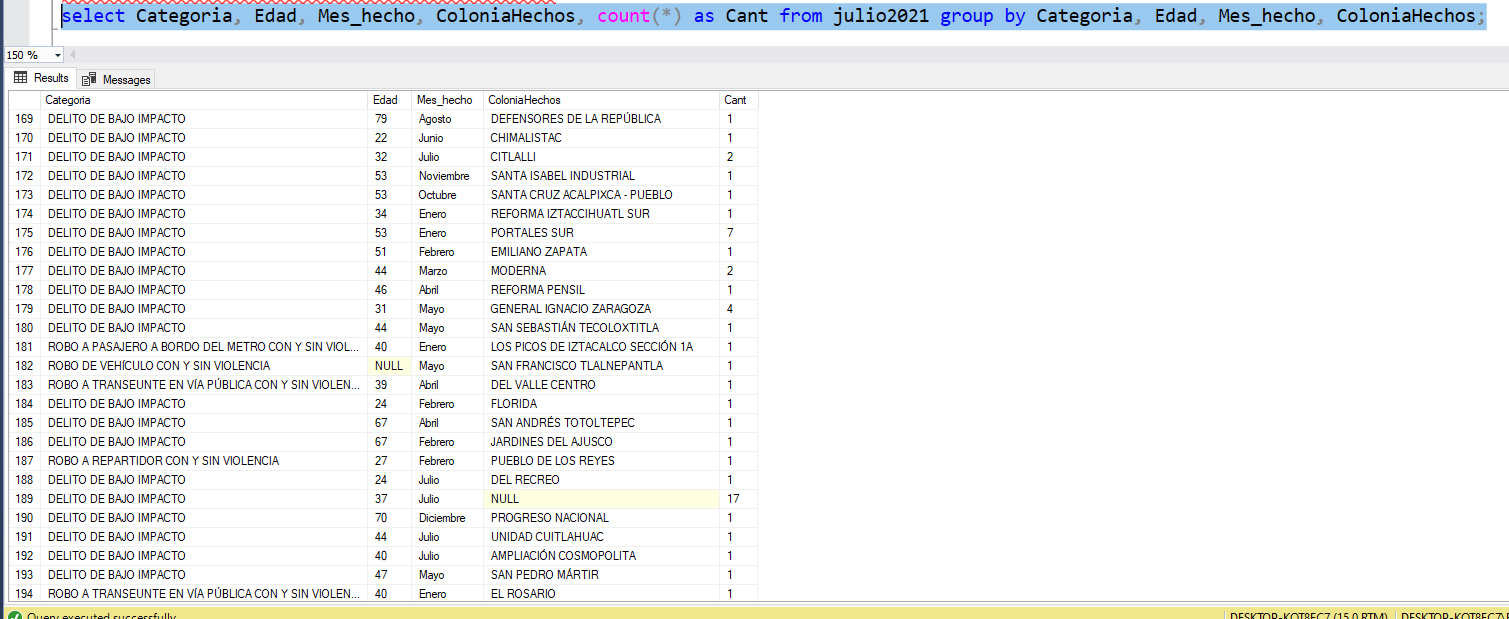 select Categoria, Edad, Mes_hecho, ColoniaHechos, count(*) as Cant from julio2021 group by Categoria, Edad, Mes_hecho, ColoniaHechos;
150 %
Results Messages
Categoria Edad Mes_hecho ColoniaHechos Cant
169 DELITO DE BAJO IMPACTO 79 Agosto DEFENSORES DE LA REPÚBLICA 1
170 DELITO DE BAJO IMPACTO 22 Junio CHIMALISTAC 1
171 DELITO DE BAJO IMPACTO 32 Julio CITLALLI 2
172 DELITO DE BAJO IMPACTO 53 Noviembre SANTA ISABEL INDUSTRIAL 1
173 DELITO DE BAJO IMPACTO 53 Octubre SANTA CRUZ ACALPIXCA - PUEBLO 1
174 DELITO DE BAJO IMPACTO 34 Enero REFORMA IZTACCIHUATL SUR 1
175 DELITO DE BAJO IMPACTO 53 Enero PORTALES SUR 7
176 DELITO DE BAJO IMPACTO 51 Febrero EMILIANO ZAPATA 1
177 DELITO DE BAJO IMPACTO 44 Marzo MODERNA 2
178 DELITO DE BAJO IMPACTO 46 Abril REFORMA PENSIL 1
179 DELITO DE BAJO IMPACTO 31 Mayo GENERAL IGNACIO ZARAGOZA 4
180 DELITO DE BAJO IMPACTO 44 Mayo SAN SEBASTIÁN TECOLOXTITLA 1
181 ROBO A PASAJERO A BORDO DEL METRO CON Y SIN VIOL... 40 Enero LOS PICOS DE IZTACALCO SECCIÓN 1A 1
182 ROBO DE VEHÍCULO CON Y SIN VIOLENCIA NULL Mayo SAN FRANCISCO TLALNEPANTLA 1
183 ROBO A TRANSEUNTE EN VÍA PÚBLICA CON Y SIN VIOLEN... 39 Abril DEL VALLE CENTRO 1
184 DELITO DE BAJO IMPACTO 24 Febrero FLORIDA 1
185 DELITO DE BAJO IMPACTO 67 Abril SAN ANDRÉS TOTOLTEPEC 1
186 DELITO DE BAJO IMPACTO 67 Febrero JARDINES DEL AJUSCO 1
187 ROBO A REPARTIDOR CON Y SIN VIOLENCIA 27 Febrero PUEBLO DE LOS REYES 1
188 DELITO DE BAJO IMPACTO 24 Julio DEL RECREO 1
189 DELITO DE BAJO IMPACTO 37 Julio NULL 17
190 DELITO DE BAJO IMPACTO 70 Diciembre PROGRESO NACIONAL 1
191 DELITO DE BAJO IMPACTO 44 Julio UNIDAD CUITLAHUAC 1
192 DELITO DE BAJO IMPACTO 40 Julio AMPLIACIÓN COSMOPOLITA 1
193 DELITO DE BAJO IMPACTO 47 Mayo SAN PEDRO MÁRTIR 1
194 ROBO A TRANSEUNTE EN VÍA PÚBLICA CON Y SIN VIOLEN... 40 Enero EL ROSARIO 1
Query executed successfully. (15.0 RTM)